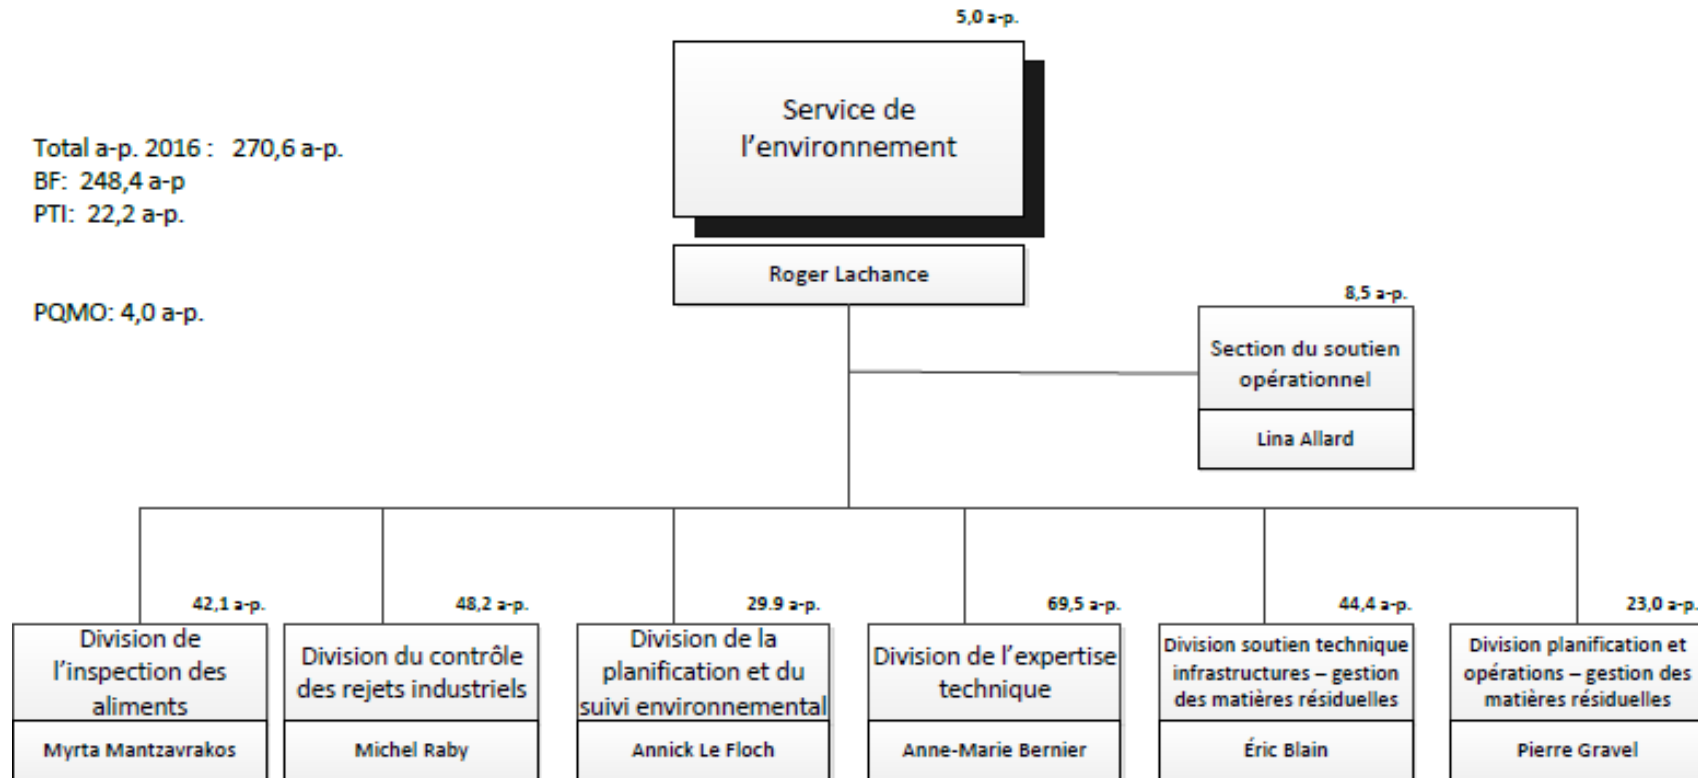 5,0 a-p.
Service de
l'environnement
Roger Lachance
Total a-p. 2016 : 270,6 a-p.
BF: 248,4 a-p
PTI: 22,2 a-p.
PQMO: 4,0 a-p.
8,5 a-p.
Section du soutien
opérationnel
Lina Allard
42,1 a-p.
Division de
l'inspection des
aliments
Myrta Mantzavrakos
48,2 a-p.
Division du contrôle
des rejets industriels
Michel Raby
29.9 a-p.
Division de la
planification et du
suivi environnemental
Annick Le Floch
69,5 a-p.
Division de l'expertise
technique
Anne-Marie Bernier
44,4 a-p.
Division soutien technique
infrastructures – gestion
des matières résiduelles
Éric Blain
23,0 a-p.
Division planification et
opérations – gestion des
matières résiduelles
Pierre Gravel